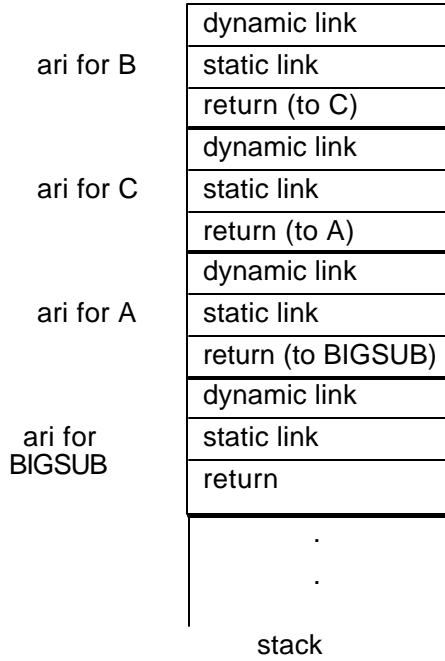 dynamic link
ari for B static link
return (to C)
dynamic link
ari for C static link
return (to A)
dynamic link
ari for A static link
return (to BIGSUB)
dynamic link
ari for static link
BIGSUB
return
.
.
stack